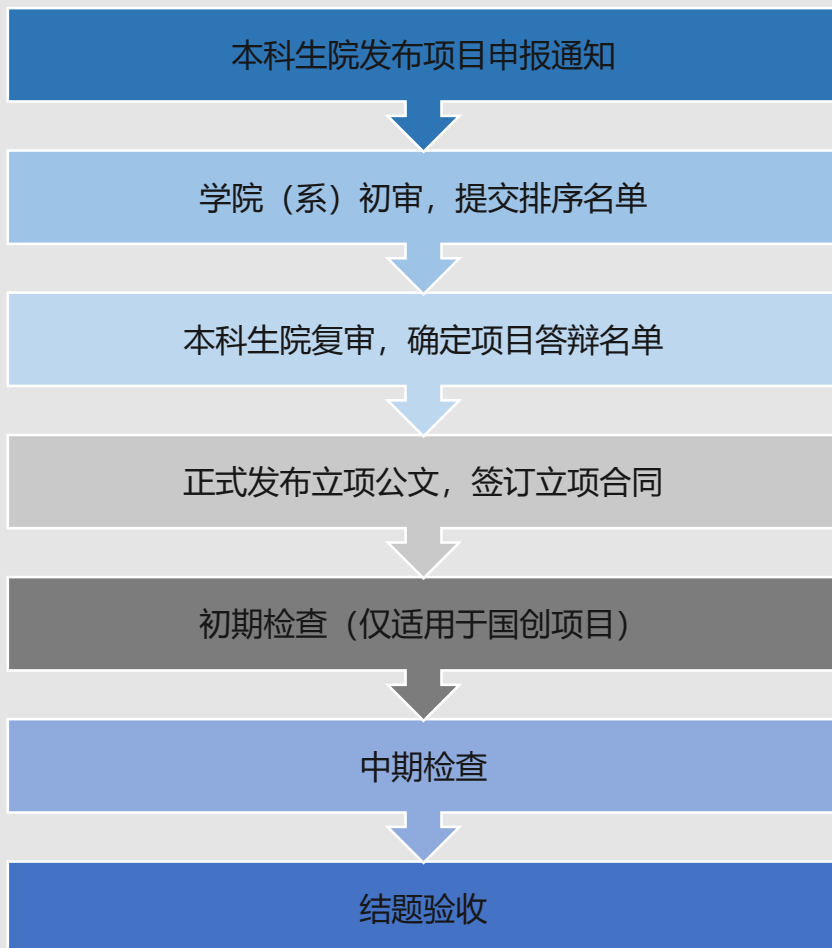 本科生院发布项目申报通知
学院（系）初审，提交排序名单
本科生院复审，确定项目答辩名单
正式发布立项公文，签订立项合同
初期检查（仅适用于国创项目）
中期检查
结题验收